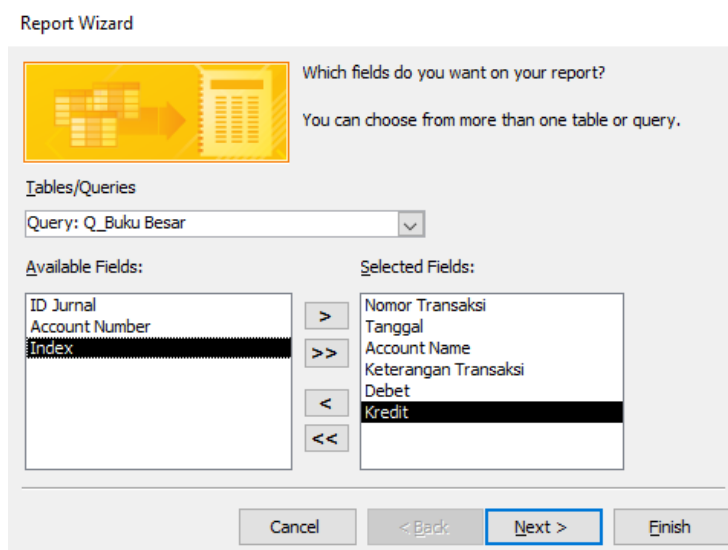 Report Wizard
Which fields do you want on your report?
You can choose from more than one table or query.
Tables/Queries
Query: Q_Buku Besar
Available Fields:
Selected Fields:
ID Jurnal
Account Number
Index
>
>>
<
<<
Nomor Transaksi
Tanggal
Account Name
Keterangan Transaksi
Debet
Kredit
Cancel
< Back
Next >
Finish